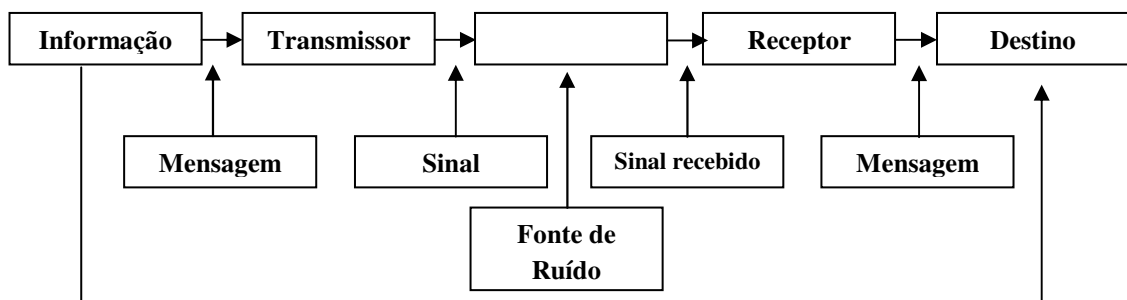 Informação
Transmissor
Receptor
Destino
Mensagem
Sinal
Sinal recebido
Mensagem
Fonte de
Ruído